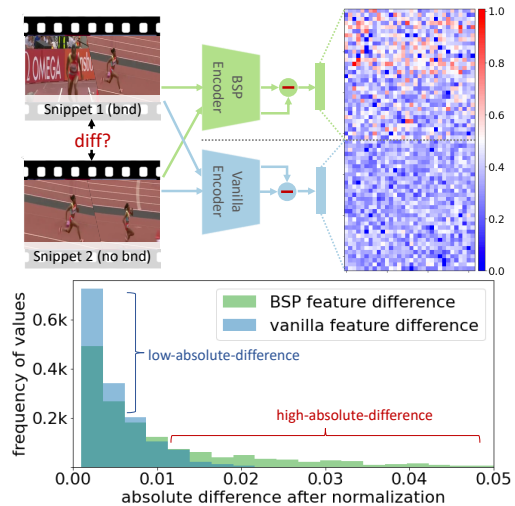 OMEGA
Snippet 1 (bnd)
diff?
Snippet 2 (no bnd)
BSP
Encoder
Vanilla
Encoder
1.0
0.8
0.6
0.4
0.2
0.0
BSP feature difference
vanilla feature difference
low-absolute-difference
high-absolute-difference
frequency of values
0.6k
0.4k
0.2k
0.00
0.01
0.02
0.03
0.04
0.05
absolute difference after normalization